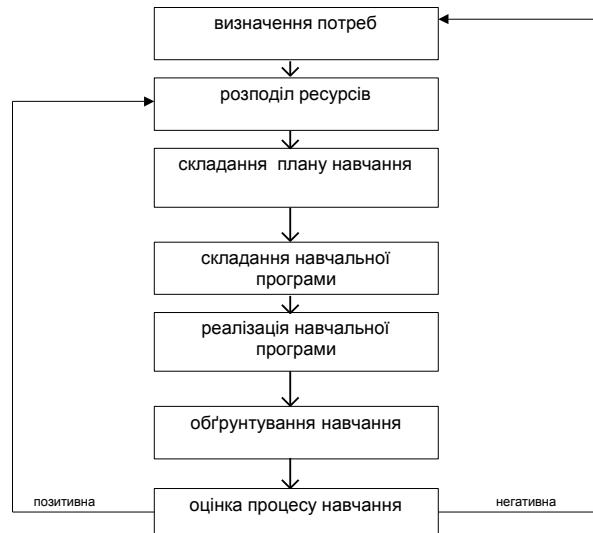 визначення потреб
розподіл ресурсів
складання плану навчання
складання навчальної
програми
реалізація навчальної
програми
обґрунтування навчання
позитивна
оцінка процесу навчання
негативна